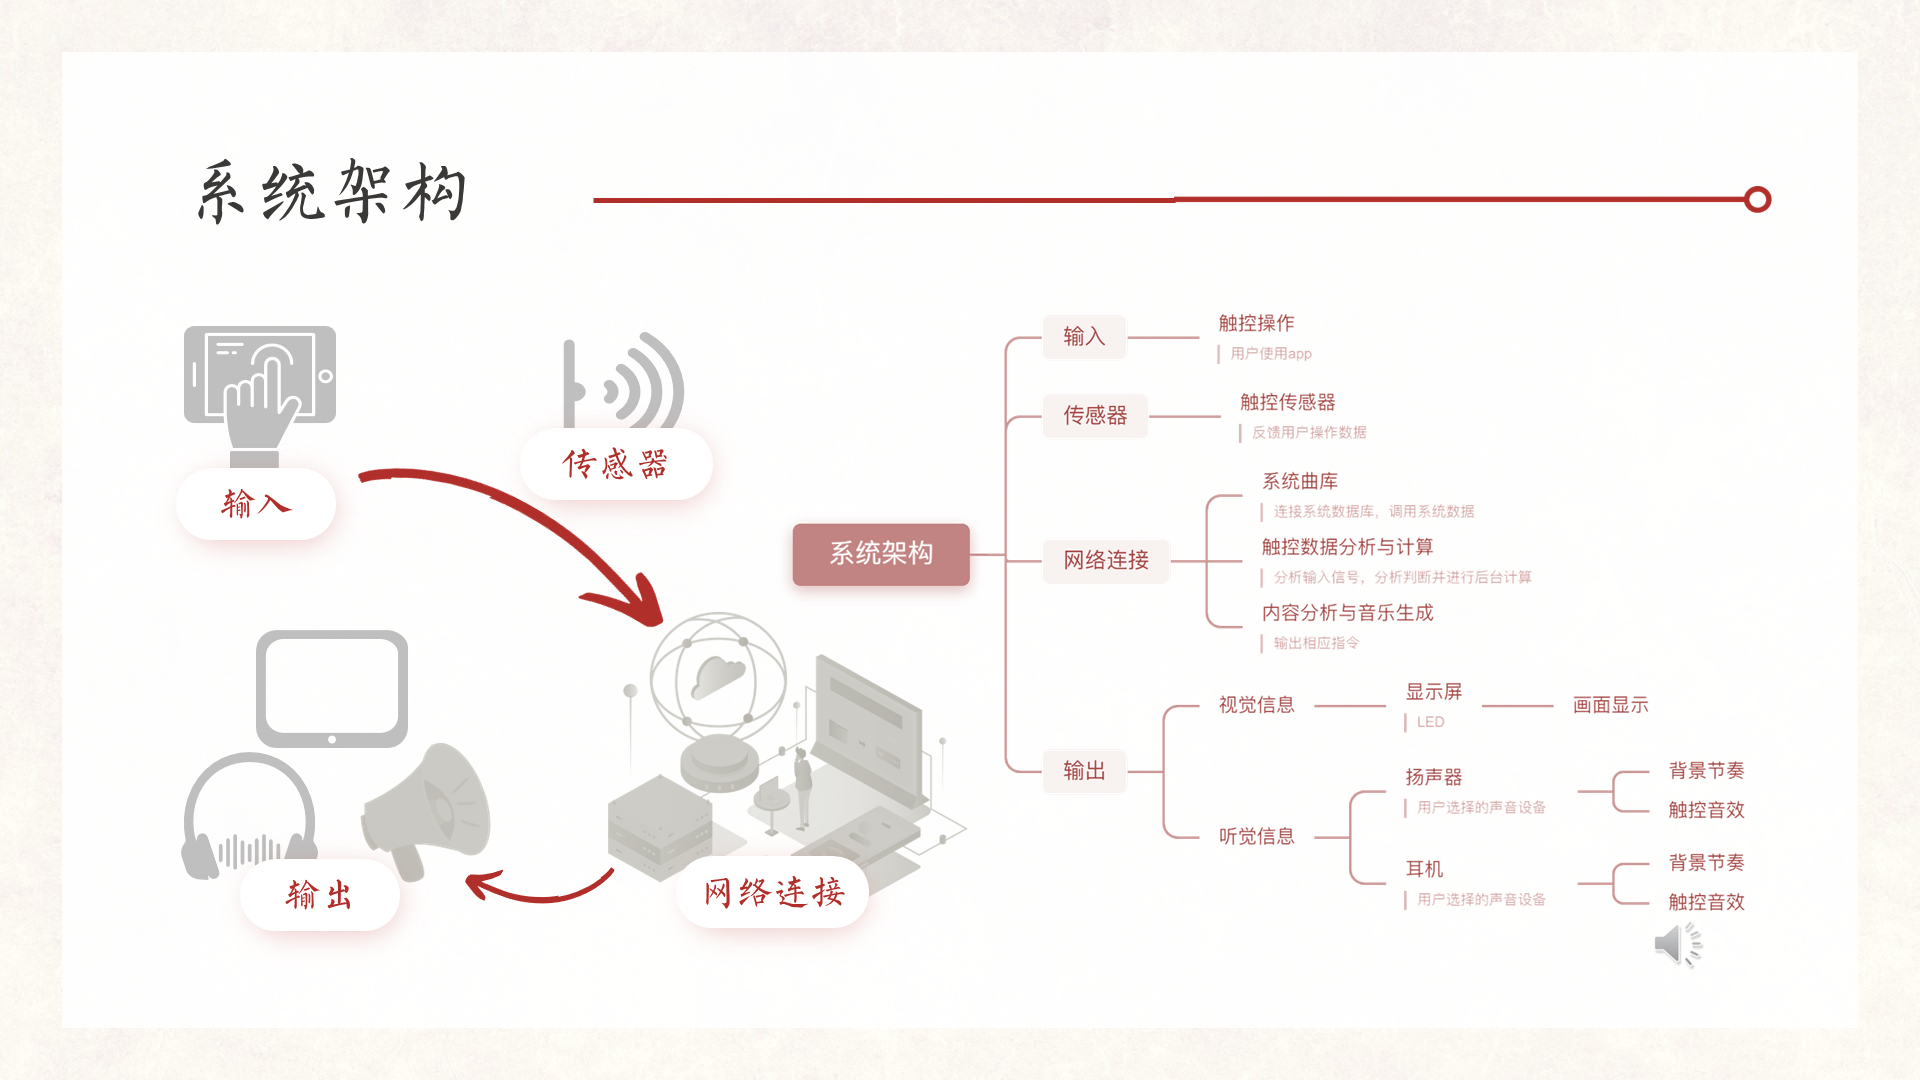 系统架构
输入
传感器
输出
网络连接
系统架构
输入
触控操作
用户使用app
传感器
触控传感器
反馈用户操作数据
网络连接
系统曲库
连接系统数据库，调用系统数据
触控数据分析与计算
分析输入信号，分析判断并进行后台计算
内容分析与音乐生成
输出相应指令
输出
视觉信息
显示屏
LED
画面显示
听觉信息
扬声器
用户选择的声音设备
背景节奏
触控音效
耳机
用户选择的声音设备
背景节奏
触控音效